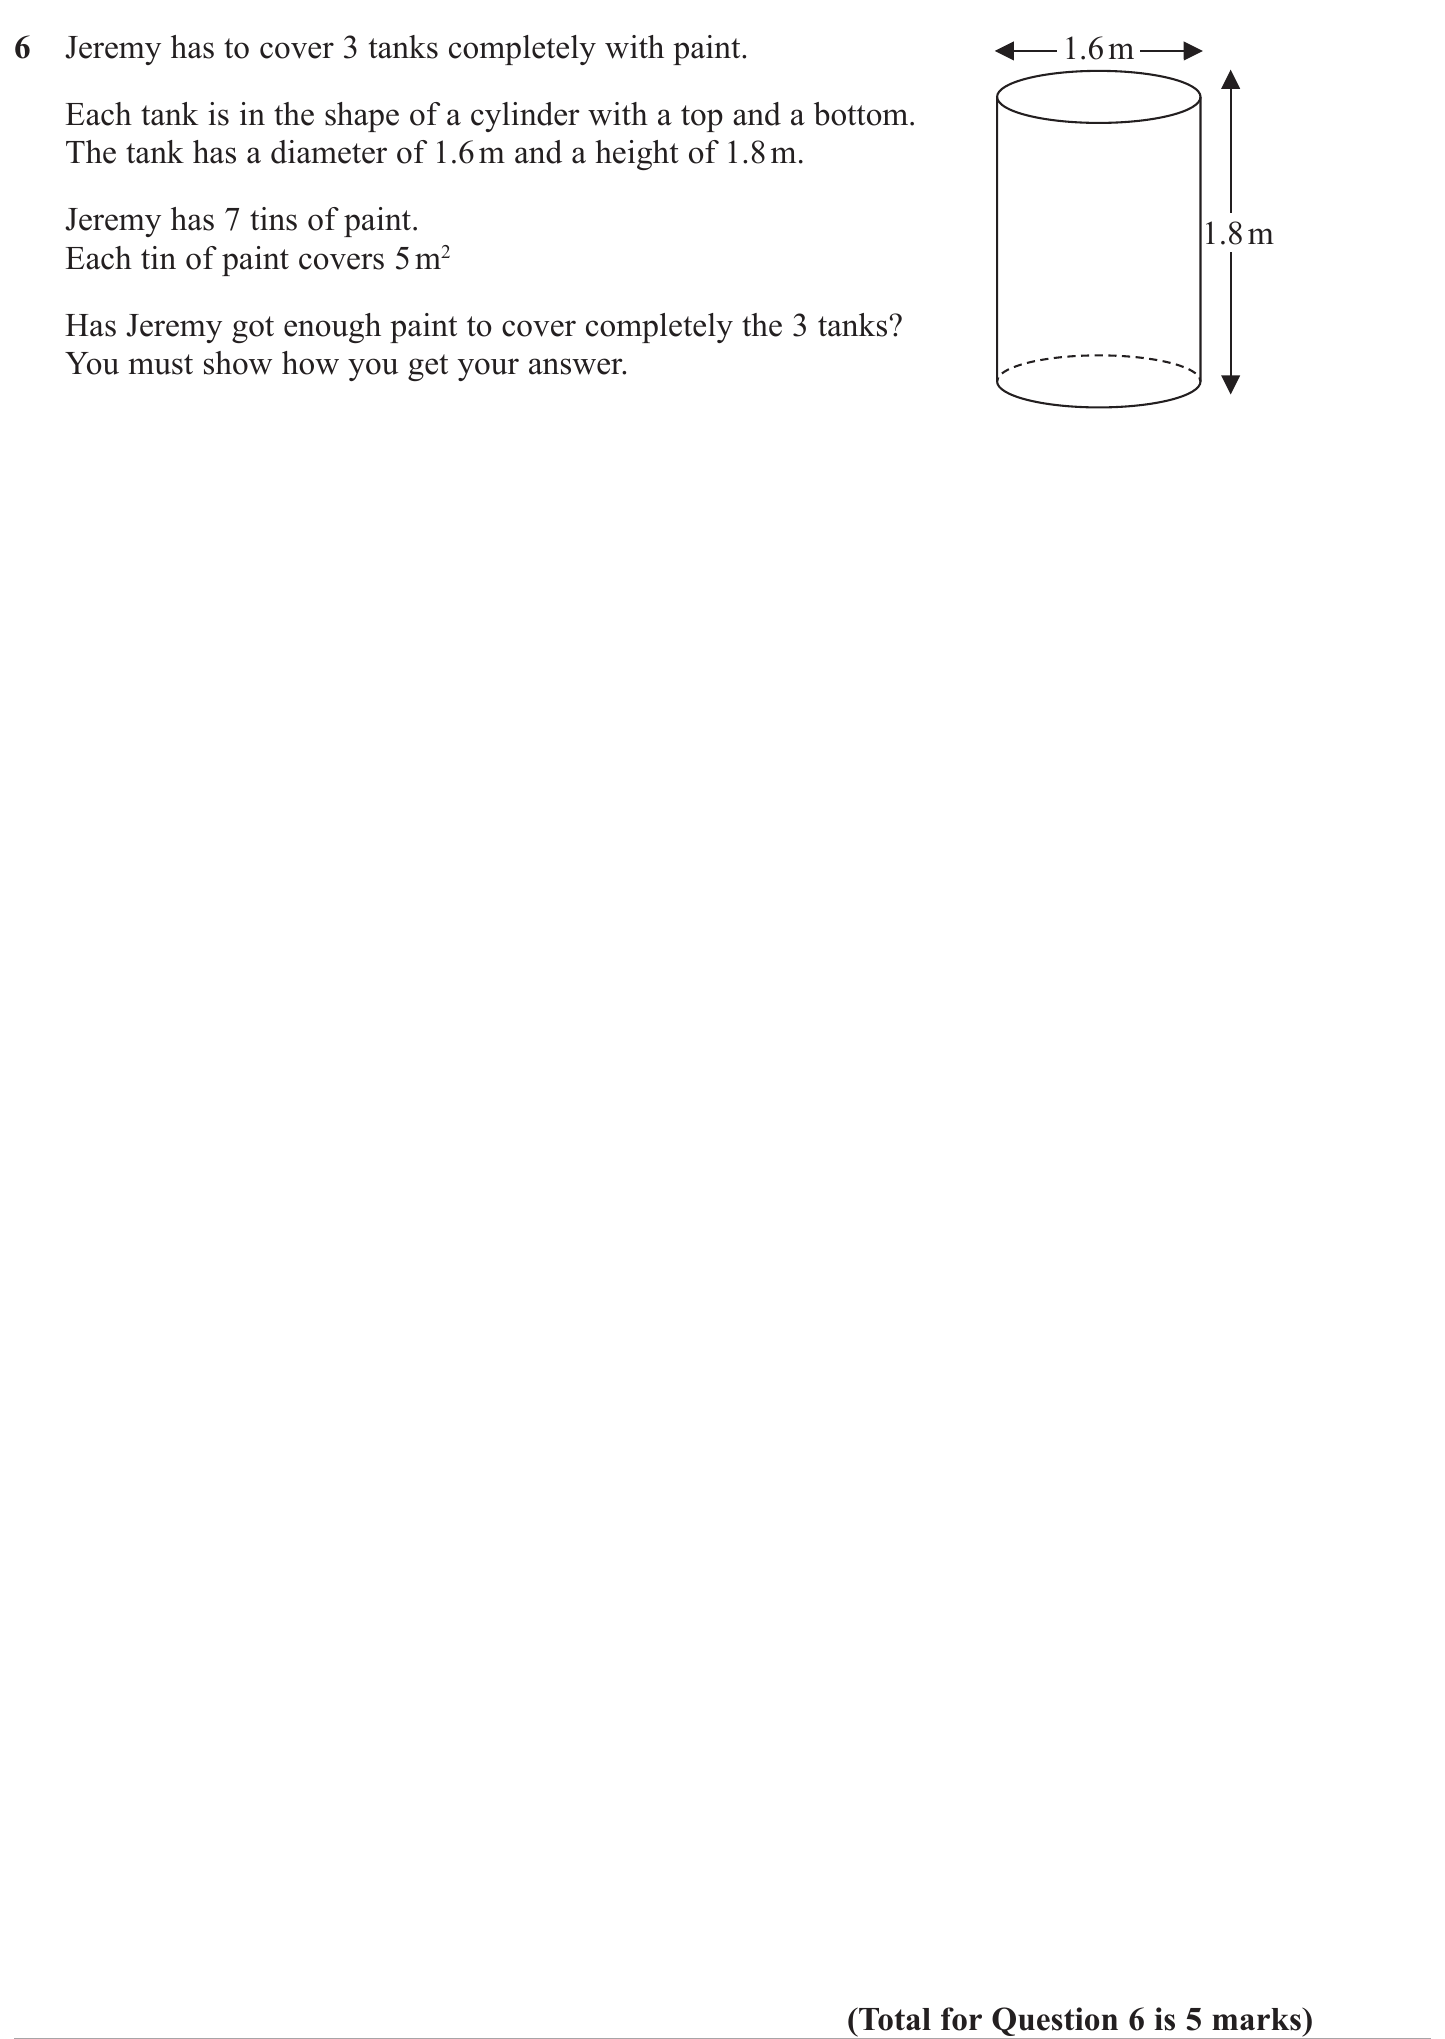 6 Jeremy has to cover 3 tanks completely with paint.
Each tank is in the shape of a cylinder with a top and a bottom.
The tank has a diameter of 1.6 m and a height of 1.8 m.
Jeremy has 7 tins of paint.
Each tin of paint covers 5 m²
Has Jeremy got enough paint to cover completely the 3 tanks?
You must show how you get your answer.
1.6 m
1.8 m
(Total for Question 6 is 5 marks)